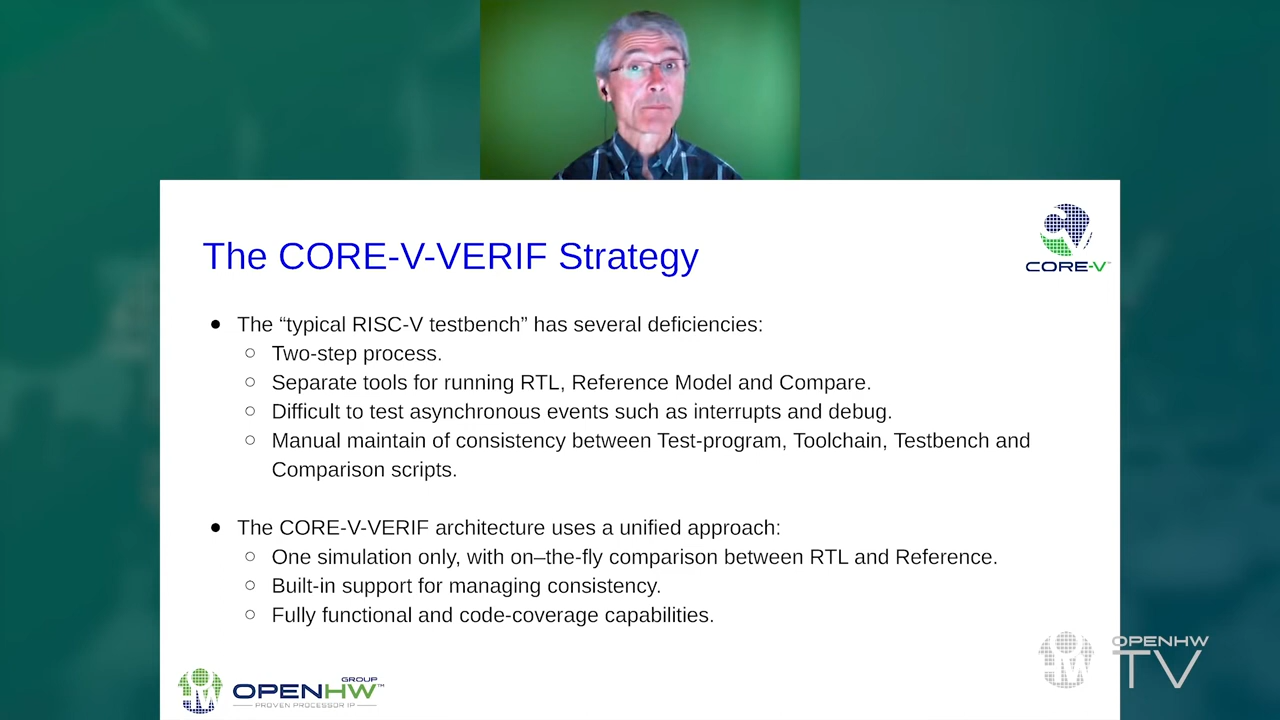 CORE-V™
The CORE-V-VERIF Strategy
● The “typical RISC-V testbench” has several deficiencies:
○ Two-step process.
○ Separate tools for running RTL, Reference Model and Compare.
○ Difficult to test asynchronous events such as interrupts and debug.
○ Manual maintain of consistency between Test-program, Toolchain, Testbench and
Comparison scripts.
● The CORE-V-VERIF architecture uses a unified approach:
○ One simulation only, with on–the-fly comparison between RTL and Reference.
○ Built-in support for managing consistency.
○ Fully functional and code-coverage capabilities.
OPENHW
TV
GROUP
OPENHW™
PROVEN PROCESSOR IP